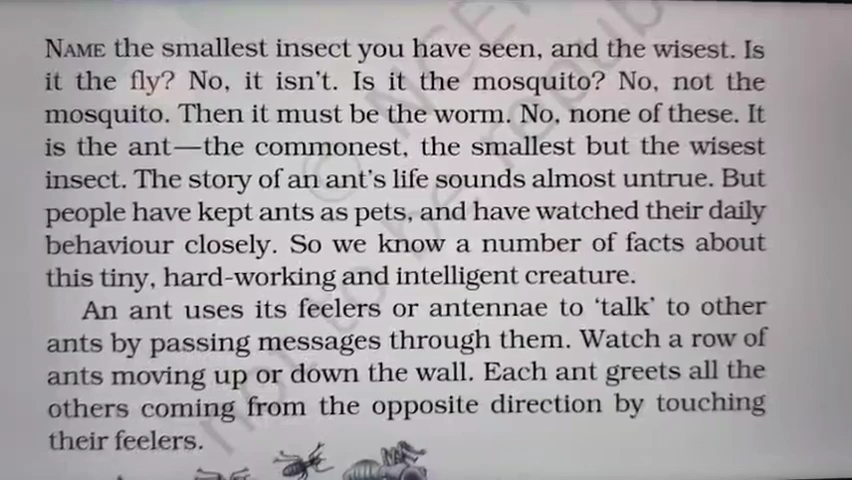 NAME the smallest insect you have seen, and the wisest. Is
it the fly? No, it isn't. Is it the mosquito? No, not the
mosquito. Then it must be the worm. No, none of these. It
is the ant—the commonest, the smallest but the wisest
insect. The story of an ant's life sounds almost untrue. But
people have kept ants as pets, and have watched their daily
behaviour closely. So we know a number of facts about
this tiny, hard-working and intelligent creature.
An ant uses its feelers or antennae to 'talk' to other
ants by passing messages through them. Watch a row of
ants moving up or down the wall. Each ant greets all the
others coming from the opposite direction by touching
their feelers.
not to be republ
© NCE